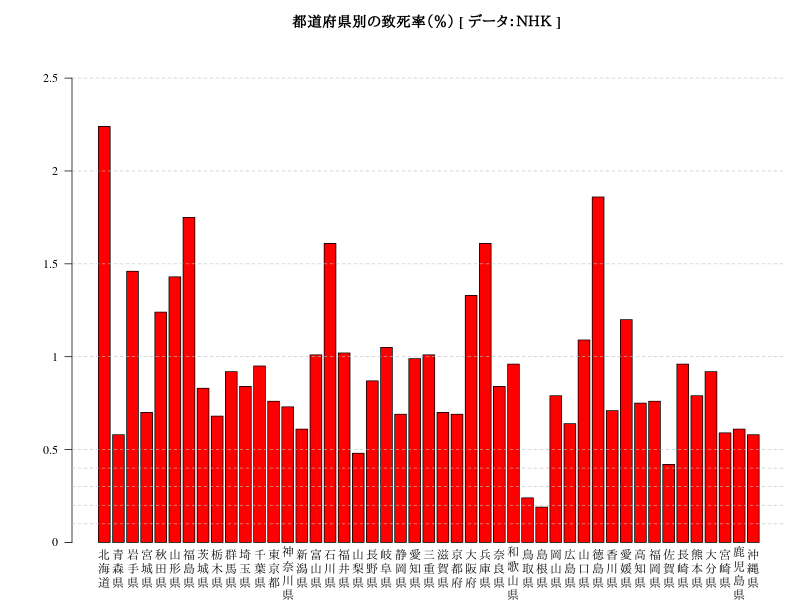 都道府県別の致死率(%) [ データ:NHK ]
2.5
2
1.5
1
0.5
0
北海道
青森県
岩手県
宮城県
秋田県
山形県
福島県
茨城県
栃木県
群馬県
埼玉県
千葉県
東京都
神奈川県
新潟県
富山県
石川県
福井県
山梨県
長野県
岐阜県
静岡県
愛知県
三重県
滋賀県
京都府
大阪府
兵庫県
奈良県
和歌山県
鳥取県
島根県
岡山県
広島県
山口県
徳島県
香川県
愛媛県
高知県
福岡県
佐賀県
長崎県
熊本県
大分県
宮崎県
鹿児島県
沖縄県